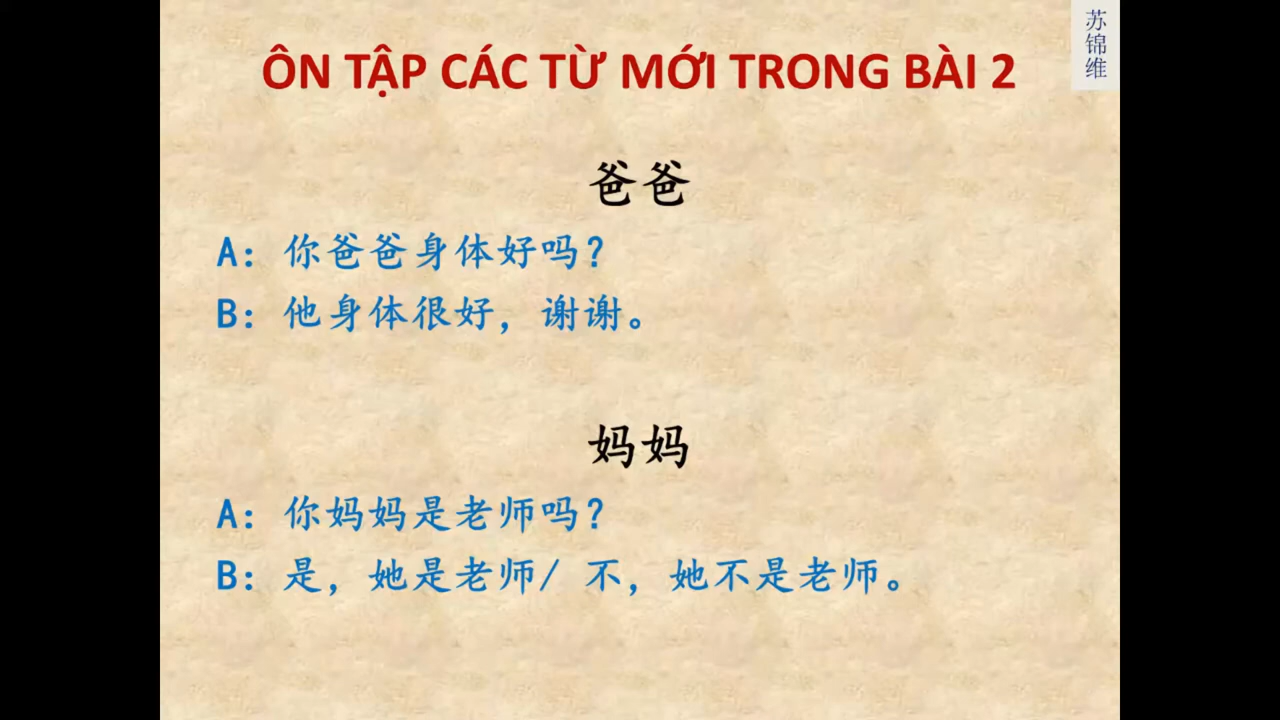 ÔN TẬP CÁC TỪ MỚI TRONG BÀI 2
苏锦维
爸爸
A：你爸爸身体好吗？
B：他身体很好，谢谢。
妈妈
A：你妈妈是老师吗？
B：是，她是老师/ 不，她不是老师。